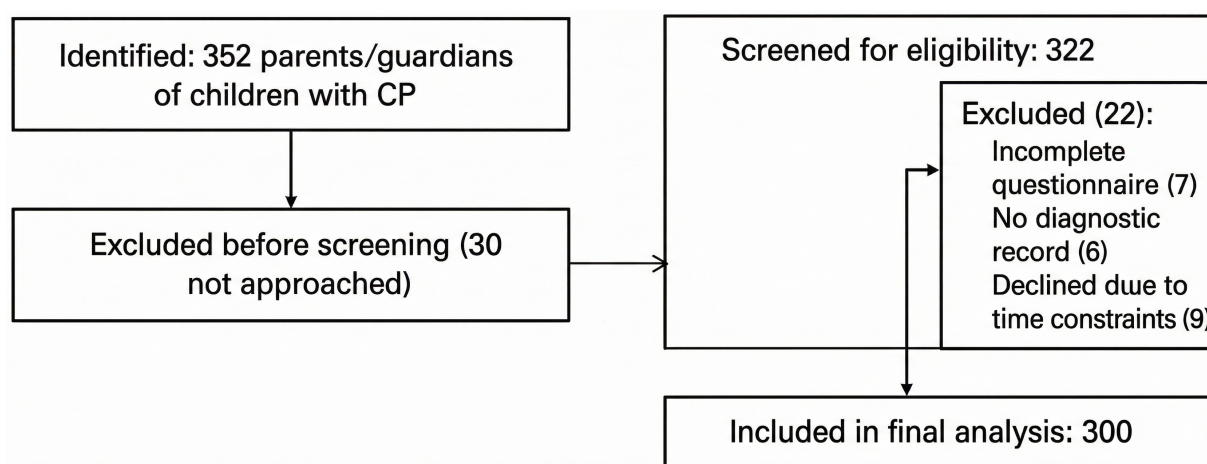 Identified: 352 parents/guardians
of children with CP
Excluded before screening (30
not approached)
Screened for eligibility: 322
Excluded (22):
Incomplete
questionnaire (7)
No diagnostic
record (6)
Declined due to
time constraints (9)
Included in final analysis: 300